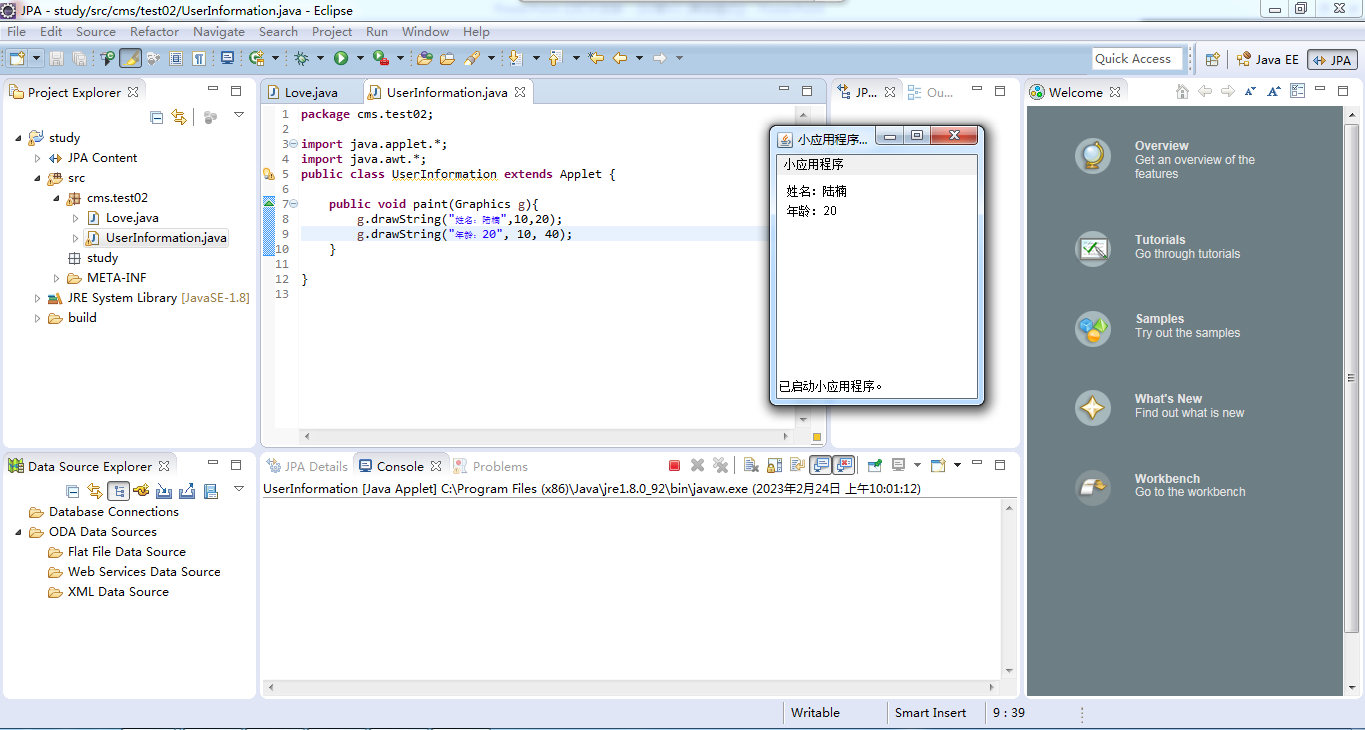 JPA - study/src/cms/test02/UserInformation.java - Eclipse
File Edit Source Refactor Navigate Search Project Run Window Help
Quick Access
Java EE
JPA
Project Explorer
study
JPA Content
src
cms.test02
Love.java
UserInformation.java
study
META-INF
JRE System Library [JavaSE-1.8]
build
Love.java
UserInformation.java
1 package cms.test02;
2
3 import java.applet.*;
4 import java.awt.*;
5 public class UserInformation extends Applet {
6
7 public void paint(Graphics g){
8 g.drawString("姓名：陆楠",10,20);
9 g.drawString("年龄：20", 10, 40);
10 }
11
12 }
13
小应用程序...
小应用程序
姓名：陆楠
年龄：20
已启动小应用程序。
JP...
Ou...
Welcome
Overview
Get an overview of the
features
Tutorials
Go through tutorials
Samples
Try out the samples
What's New
Find out what is new
Workbench
Go to the workbench
Data Source Explorer
Database Connections
ODA Data Sources
Flat File Data Source
Web Services Data Source
XML Data Source
JPA Details
Console
Problems
UserInformation [Java Applet] C:\Program Files (x86)\Java\jre1.8.0_92\bin\javaw.exe (2023年2月24日 上午10:01:12)
Writable
Smart Insert
9 : 39